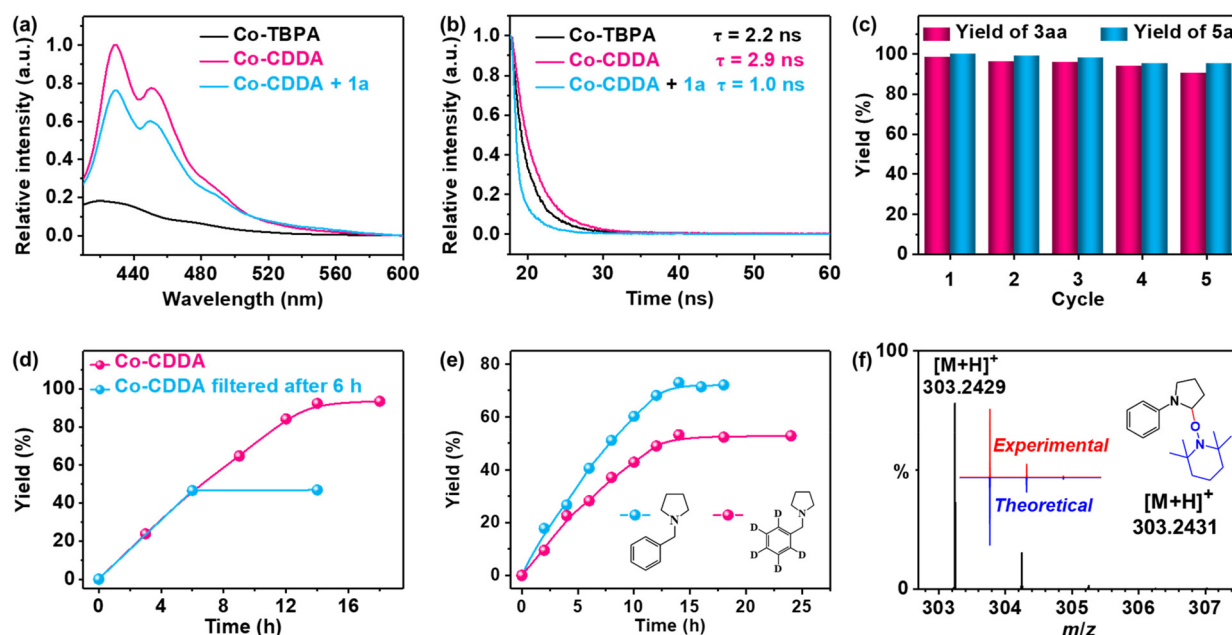 (a)
Co-TBPA
Co-CDDA
Co-CDDA + 1a
1.0
0.8
0.6
0.4
0.2
0.0
Relative intensity (a.u.)
440 480 520 560 600
Wavelength (nm)
(b)
Co-TBPA τ = 2.2 ns
Co-CDDA τ = 2.9 ns
Co-CDDA + 1a τ = 1.0 ns
1.0
0.8
0.6
0.4
0.2
0.0
Relative intensity (a.u.)
20 30 40 50 60
Time (ns)
(c)
Yield of 3aa Yield of 5a
100
80
60
40
20
0
Yield (%)
1 2 3 4 5
Cycle
(d)
Co-CDDA
Co-CDDA filtered after 6 h
100
80
60
40
20
0
Yield (%)
0 4 8 12 16
Time (h)
(e)
80
60
40
20
0
Yield (%)
N
N
D D
D D
D
0 5 10 15 20 25
Time (h)
(f)
100
%
0
[M+H]+
303.2429
Experimental
Theoretical
N
O
N
[M+H]+
303.2431
303 304 305 306 307
m/z